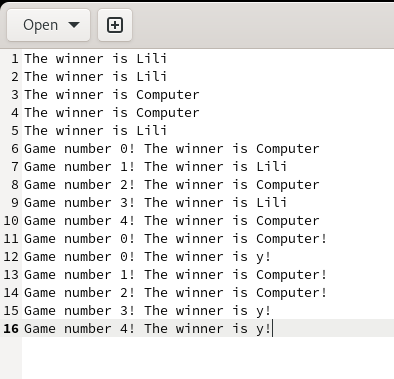 Open
1 The winner is Lili
2 The winner is Lili
3 The winner is Computer
4 The winner is Computer
5 The winner is Lili
6 Game number 0! The winner is Computer
7 Game number 1! The winner is Lili
8 Game number 2! The winner is Computer
9 Game number 3! The winner is Lili
10 Game number 4! The winner is Computer
11 Game number 0! The winner is Computer!
12 Game number 0! The winner is y!
13 Game number 1! The winner is Computer!
14 Game number 2! The winner is Computer!
15 Game number 3! The winner is y!
16 Game number 4! The winner is y!